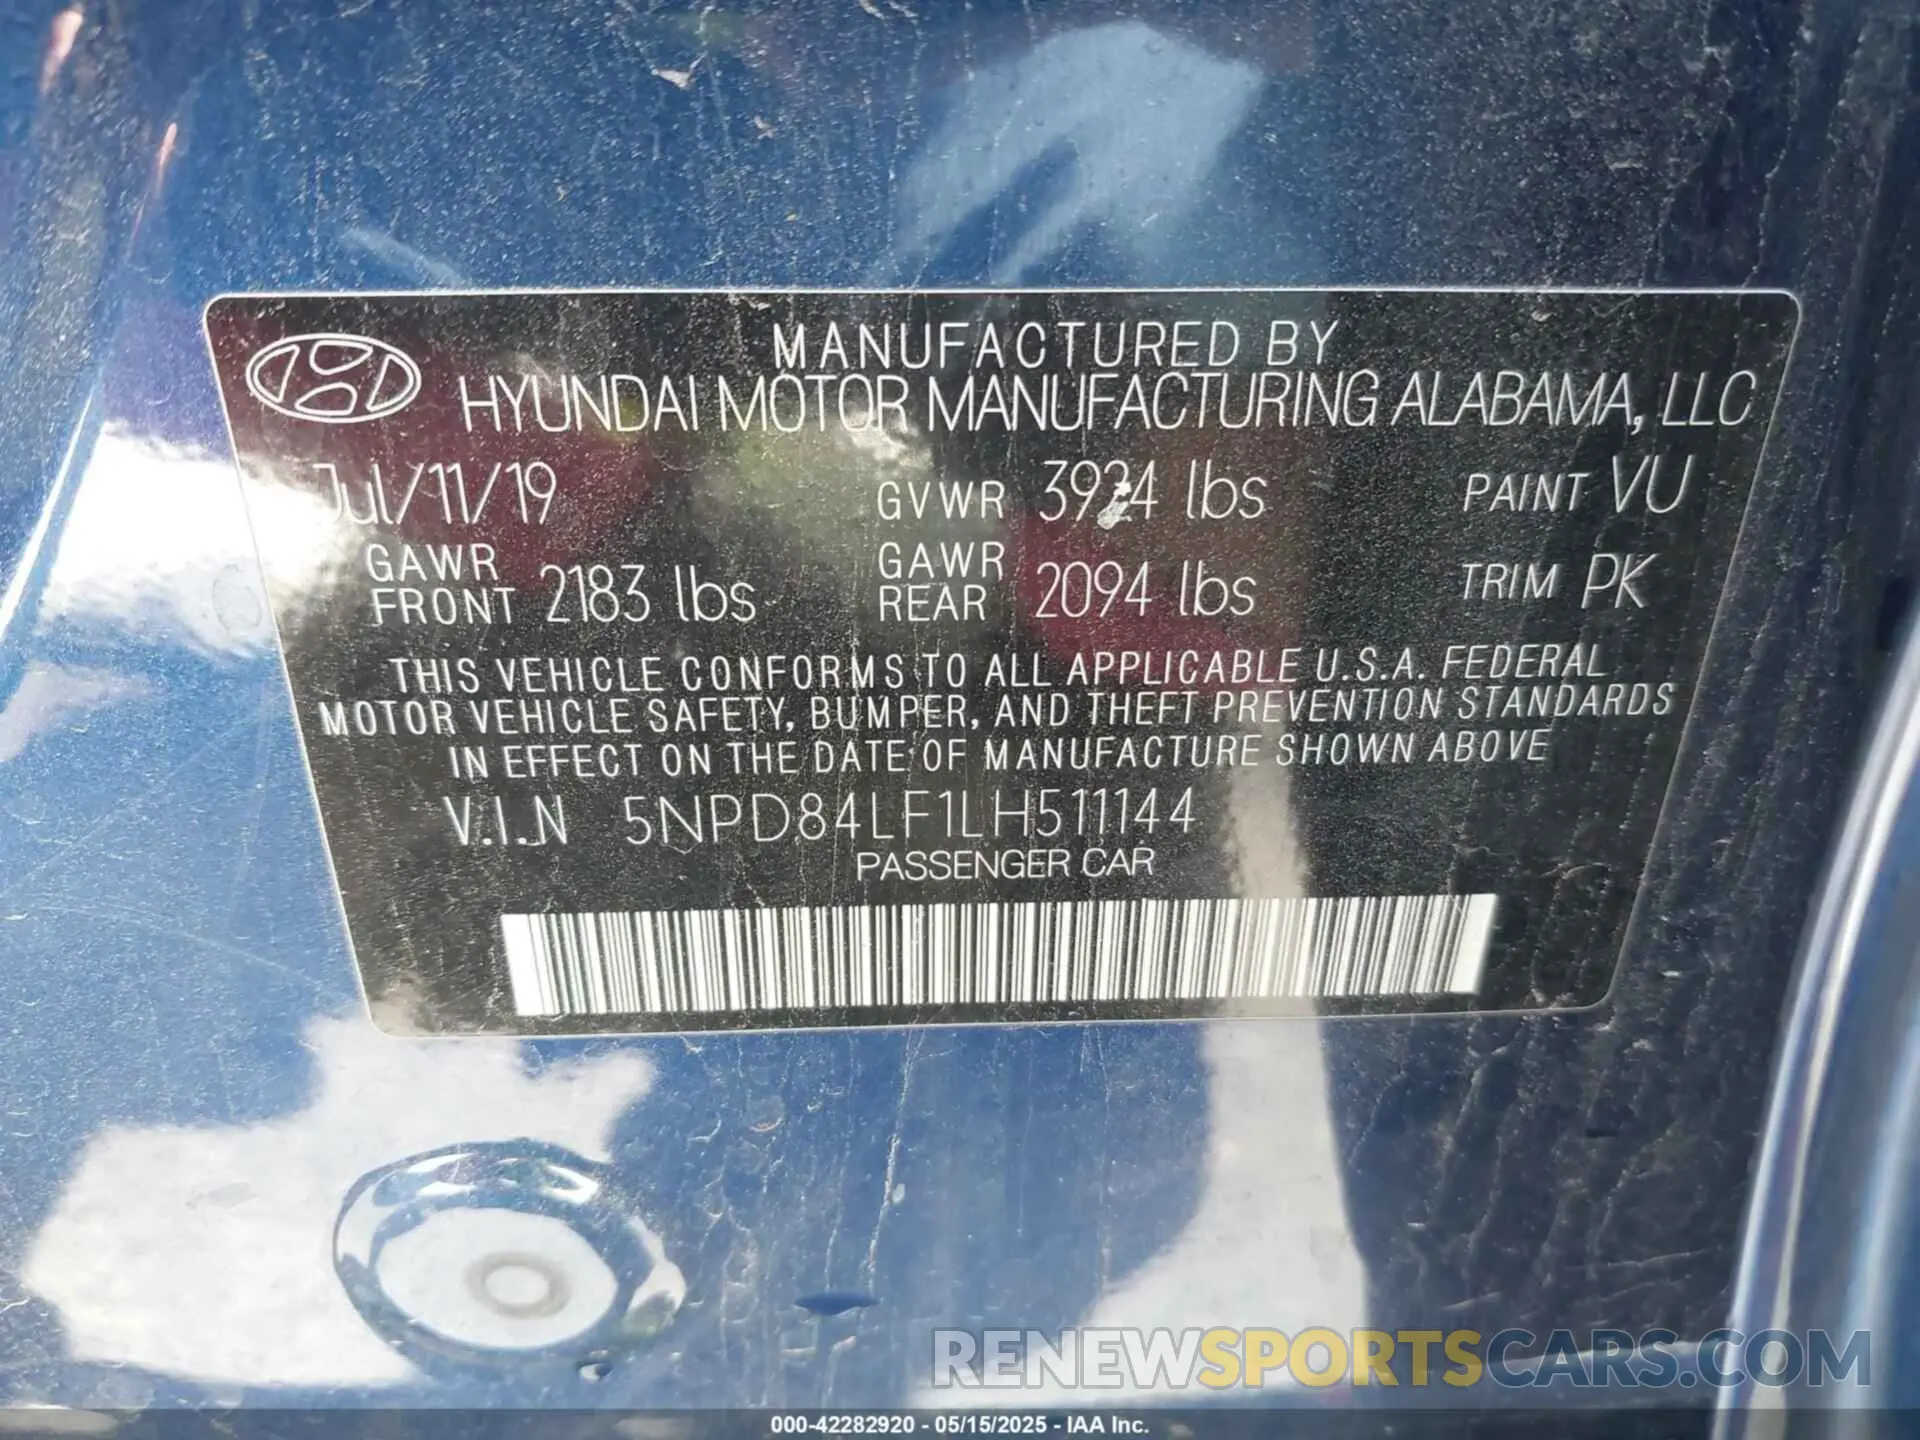 MANUFACTURED BY
HYUNDAI MOTOR MANUFACTURING ALABAMA, LLC
Jul/11/19 GVWR lbs PAINT VU
GAWR FRONT 2183 lbs GAWR REAR 2094 lbs TRIM PK
THIS VEHICLE CONFORMS TO ALL APPLICABLE U.S.A. FEDERAL
MOTOR VEHICLE SAFETY, BUMPER, AND THEFT PREVENTION STANDARDS
IN EFFECT ON THE DATE OF MANUFACTURE SHOWN ABOVE
V.I.N 5NPD84LF1LH511144
PASSENGER CAR
RENEWSPORTSCARS.COM
000-42282920 - 05/15/2025 - IAA Inc.